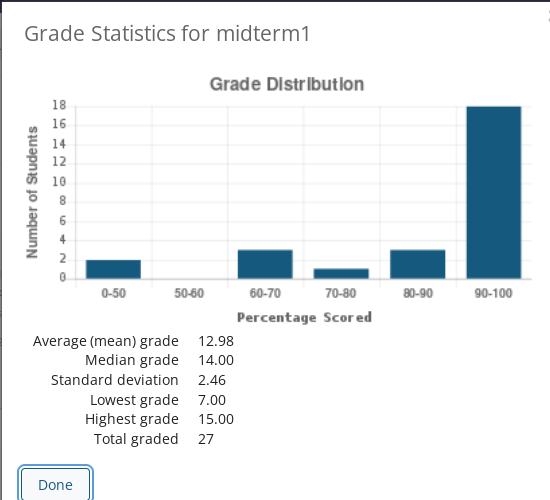 Grade Statistics for midterm1
Grade Distribution
Number of Students
18
16
14
12
10
8
6
4
2
0
0-50 50-60 60-70 70-80 80-90 90-100
Percentage Scored
Average (mean) grade 12.98
Median grade 14.00
Standard deviation 2.46
Lowest grade 7.00
Highest grade 15.00
Total graded 27
Done